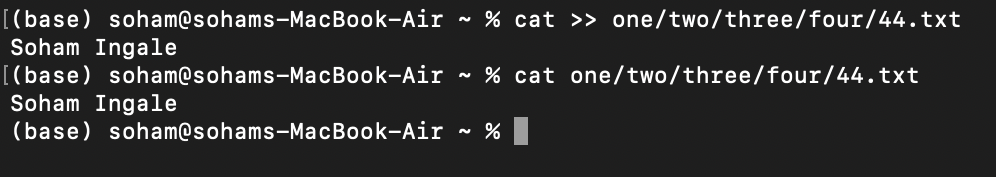 [(base) soham@sohams-MacBook-Air ~ % cat >> one/two/three/four/44.txt
Soham Ingale
[(base) soham@sohams-MacBook-Air ~ % cat one/two/three/four/44.txt
Soham Ingale
(base) soham@sohams-MacBook-Air ~ %